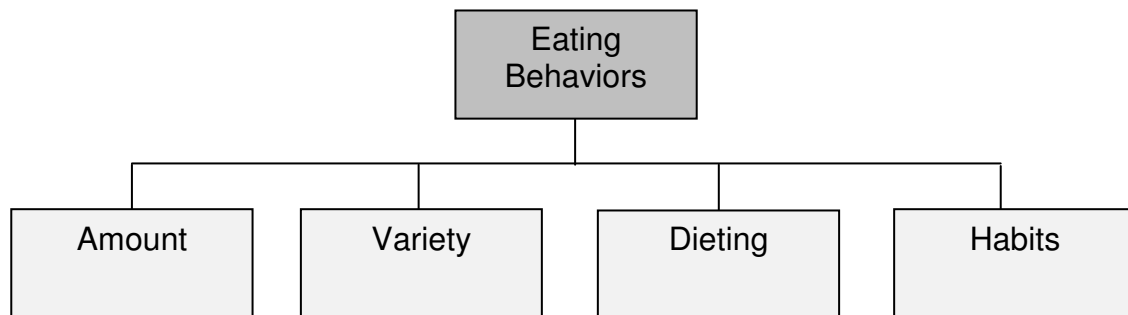 Eating
Behaviors
Amount
Variety
Dieting
Habits